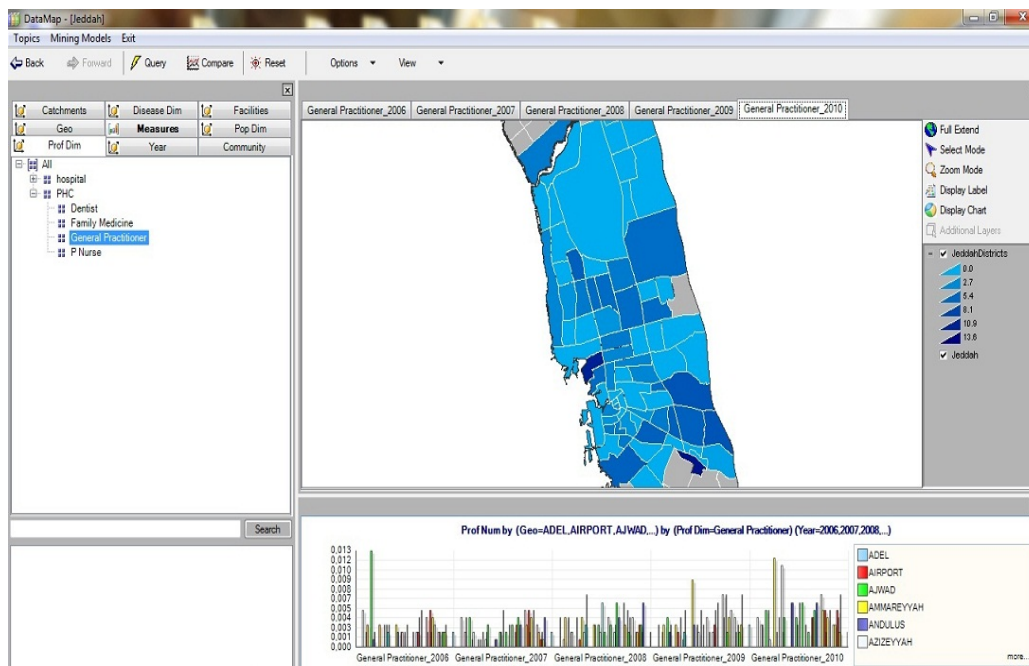 DataMap - [Jeddah]
Topics Mining Models Exit
Back Forward Query Compare Reset Options View
Catchments Disease Dim Facilities
Geo Measures Pop Dim
Prof Dim Year Community
All
hospital
PHC
Dentist
Family Medicine
General Practitioner
P Nurse
Search
General Practitioner_2006 General Practitioner_2007 General Practitioner_2008 General Practitioner_2009 General Practitioner_2010
Full Extend
Select Mode
Zoom Mode
Display Label
Display Chart
Additional Layers
JeddahDistricts
0.0
2.7
5.4
8.1
10.9
13.6
Jeddah
Prof Num by (Geo=ADEL,AIRPORT,AJWAD,...) by (Prof Dim=General Practitioner) (Year=2006,2007,2008,...)
0,013
0,012
0,010
0,009
0,008
0,006
0,005
0,004
0,003
0,001
0,000
General Practitioner_2006 General Practitioner_2007 General Practitioner_2008 General Practitioner_2009 General Practitioner_2010
ADEL
AIRPORT
AJWAD
AMMAREYYAH
ANDULUS
AZIZEYYAH
more...